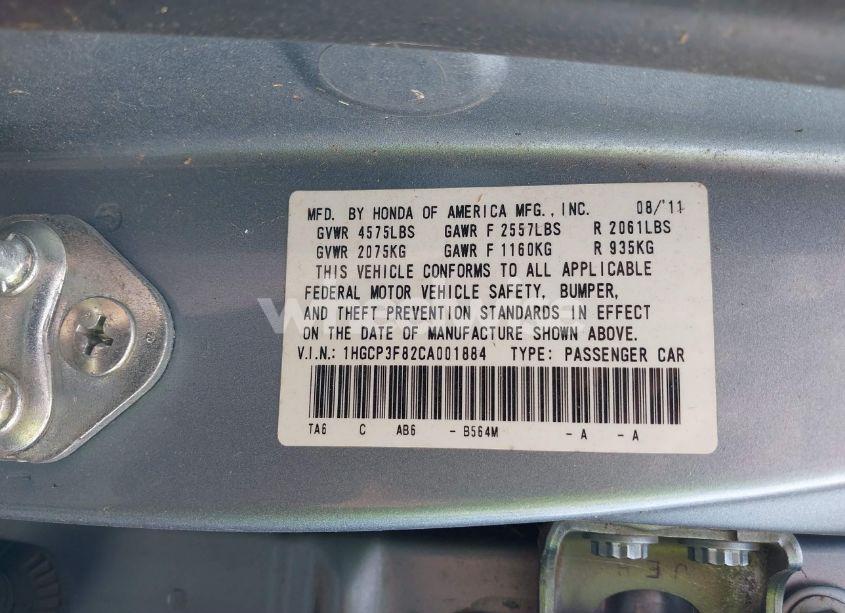 MFD. BY HONDA OF AMERICA MFG., INC. 08/'11
GVWR 4575LBS GAWR F 2557LBS R 2061LBS
GVWR 2075KG GAWR F 1160KG R 935KG
THIS VEHICLE CONFORMS TO ALL APPLICABLE
FEDERAL MOTOR VEHICLE SAFETY, BUMPER,
AND THEFT PREVENTION STANDARDS IN EFFECT
ON THE DATE OF MANUFACTURE SHOWN ABOVE.
V.I.N.: 1HGCP3F82CA001884 TYPE: PASSENGER CAR
TA6 C AB6 - B564M - A - A